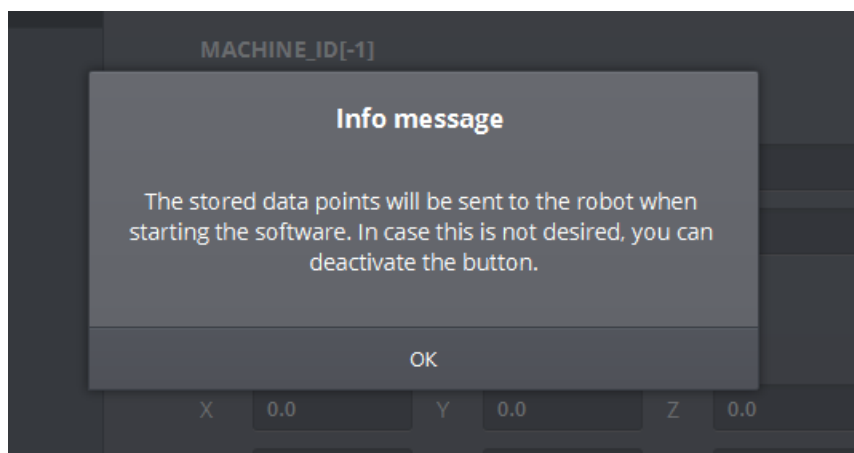 MACHINE_ID[-1]
Info message
The stored data points will be sent to the robot when
starting the software. In case this is not desired, you can
deactivate the button.
OK
X 0.0 Y 0.0 Z 0.0